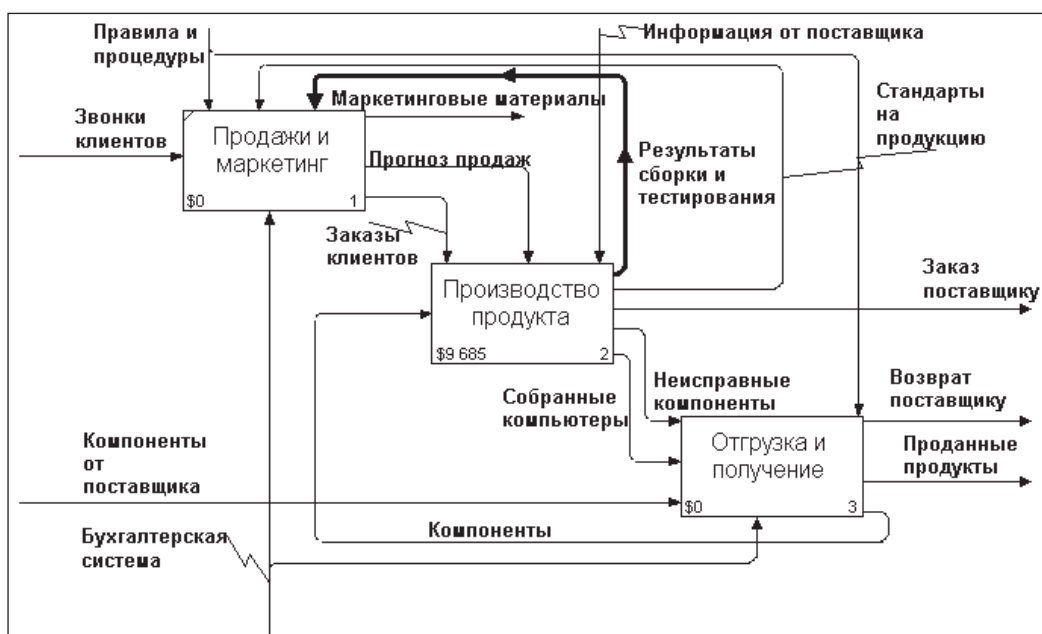 Правила и
процедуры
Информация от поставщика
Звонки
клиентов
Маркетинговые материалы
Стандарты
на
продукцию
Продажи и
маркетинг
$0
1
Прогноз продаж
Результаты
сборки и
тестирования
Заказы
клиентов
Производство
продукта
$9 685
2
Заказ
поставщику
Собранные
компьютеры
Неисправные
компоненты
Возврат
поставщику
Компоненты
от
поставщика
Отгрузка и
получение
$0
3
Проданные
продукты
Бухгалтерская
система
Компоненты